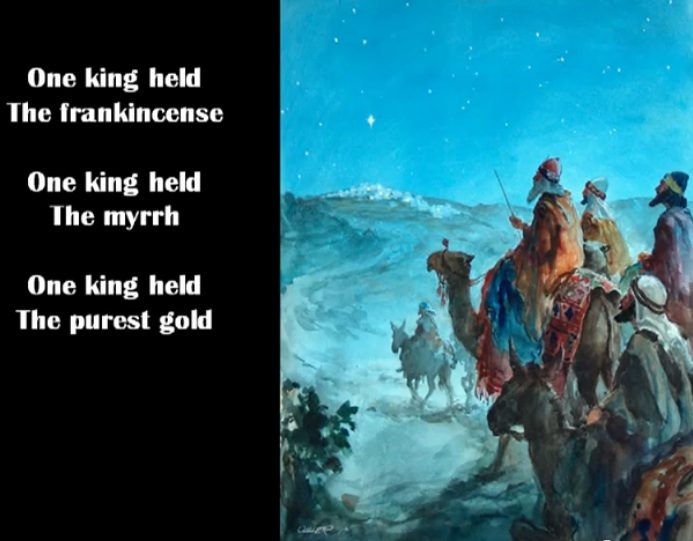 One king held
The frankincense
One king held
The myrrh
One king held
The purest gold